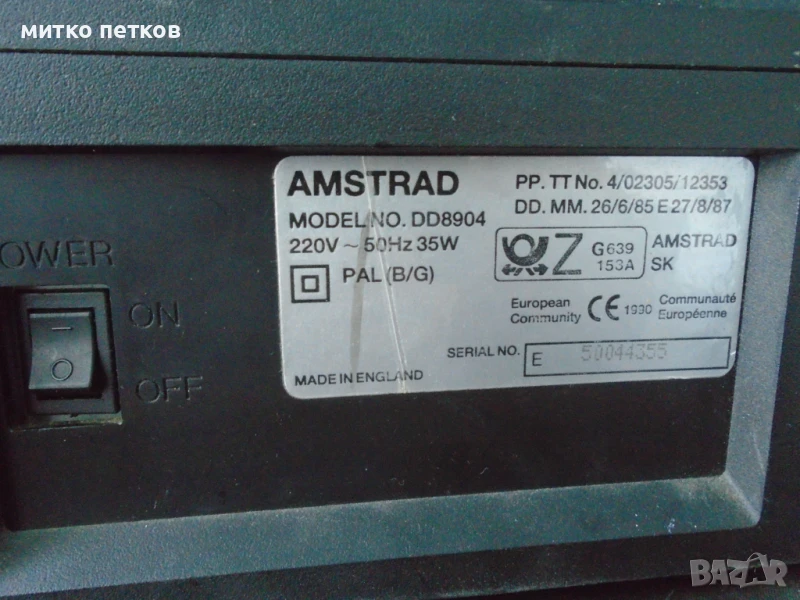 митко петков
AMSTRAD
MODEL NO. DD8904
220V ~ 50Hz 35W
PAL (B/G)
MADE IN ENGLAND
PP. TT No. 4/02305/12353
DD. MM. 26/6/85 E 27/8/87
Z G639 153A
AMSTRAD
SK
European Community CE 1990 Communauté Européenne
SERIAL NO. E 50044355
OWER
ON
OFF
BAZAR